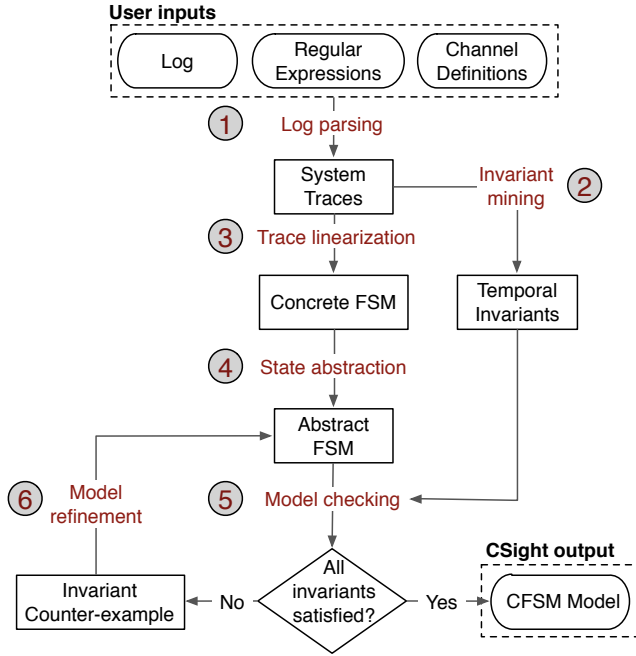 User inputs
Log
Regular
Expressions
Channel
Definitions
1
Log parsing
System
Traces
Invariant
mining
2
3
Trace linearization
Concrete FSM
Temporal
Invariants
4
State abstraction
Abstract
FSM
6
Model
refinement
5
Model checking
All
invariants
satisfied?
No
Yes
Invariant
Counter-example
CSight output
CFSM Model